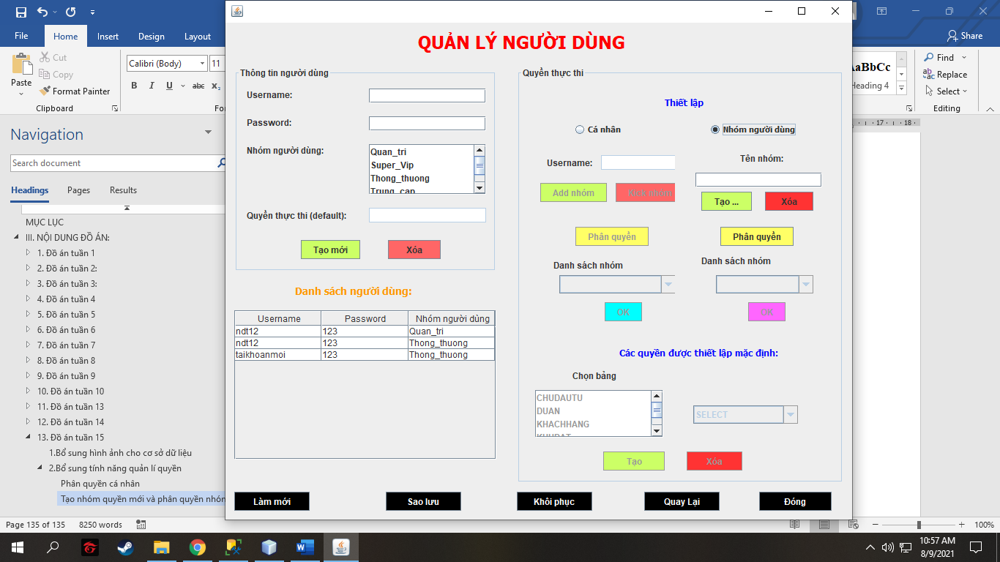 File
Home
Insert
Design
Layout
Share
Paste
Cut
Copy
Format Painter
Clipboard
Calibri (Body)
11
B I U abc x₂
AaBbCc
Heading 4
Find
Replace
Select
Editing
Navigation
Search document
Headings
Pages
Results
MỤC LỤC
III. NỘI DUNG ĐỒ ÁN:
1. Đồ án tuần 1
2. Đồ án tuần 2:
3. Đồ án tuần 3:
4. Đồ án tuần 4
5. Đồ án tuần 5
6. Đồ án tuần 6
7. Đồ án tuần 7
8. Đồ án tuần 8
9. Đồ án tuần 9
10. Đồ án tuần 10
11. Đồ án tuần 13
12. Đồ án tuần 14
13. Đồ án tuần 15
1.Bổ sung hình ảnh cho cơ sở dữ liệu
2.Bổ sung tính năng quản lí quyền
Phân quyền cá nhân
Tạo nhóm quyền mới và phân quyền nhóm
QUẢN LÝ NGƯỜI DÙNG
Thông tin người dùng
Username:
Password:
Nhóm người dùng:
Quan_tri
Super_Vip
Thong_thuong
Trung_cap
Quyền thực thi (default):
Tạo mới
Xóa
Danh sách người dùng:
Username Password Nhóm người dùng
ndt12 123 Quan_tri
ndt12 123 Thong_thuong
taikhoanmoi 123 Thong_thuong
Quyền thực thi
Thiết lập
Cá nhân
Nhóm người dùng
Username:
Tên nhóm:
Add nhóm
Kick nhóm
Tạo ...
Xóa
Phân quyền
Phân quyền
Danh sách nhóm
Danh sách nhóm
OK
OK
Các quyền được thiết lập mặc định:
Chọn bảng
CHUDAUTU
DUAN
KHACHHANG
KHUDAT
SELECT
Tạo
Xóa
Làm mới
Sao lưu
Khôi phục
Quay Lại
Đóng
17 18
Page 135 of 135
8250 words
100%
10:57 AM
8/9/2021